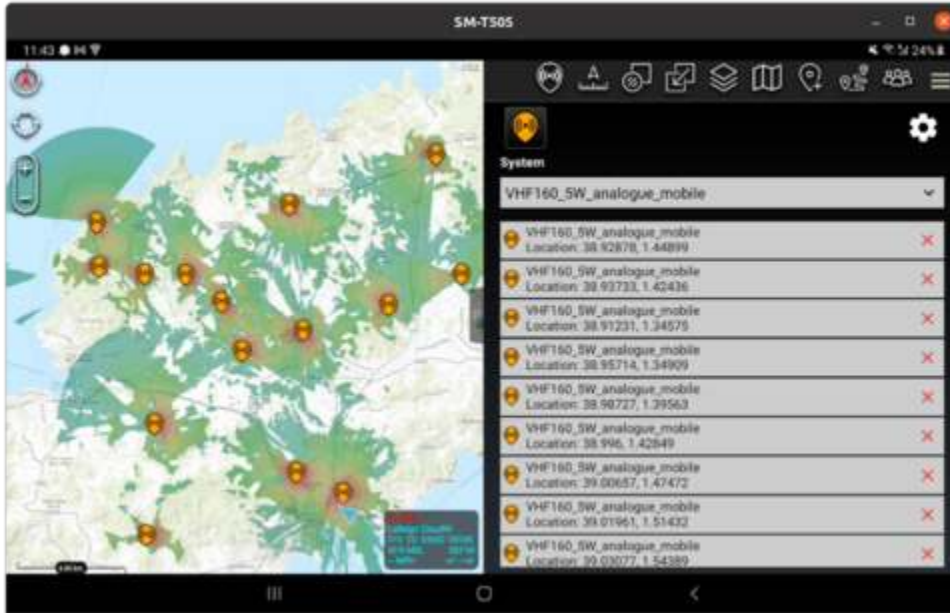 SM-T505
11:43
24%
System
VHF160_5W_analogue_mobile
VHF160_5W_analogue_mobile
Location: 38.92878, 1.44899
VHF160_5W_analogue_mobile
Location: 38.93733, 1.42436
VHF160_5W_analogue_mobile
Location: 38.91231, 1.34575
VHF160_5W_analogue_mobile
Location: 38.95714, 1.34909
VHF160_5W_analogue_mobile
Location: 38.98727, 1.39563
VHF160_5W_analogue_mobile
Location: 38.996, 1.42849
VHF160_5W_analogue_mobile
Location: 39.00657, 1.47472
VHF160_5W_analogue_mobile
Location: 39.01961, 1.51432
VHF160_5W_analogue_mobile
Location: 39.03077, 1.54389